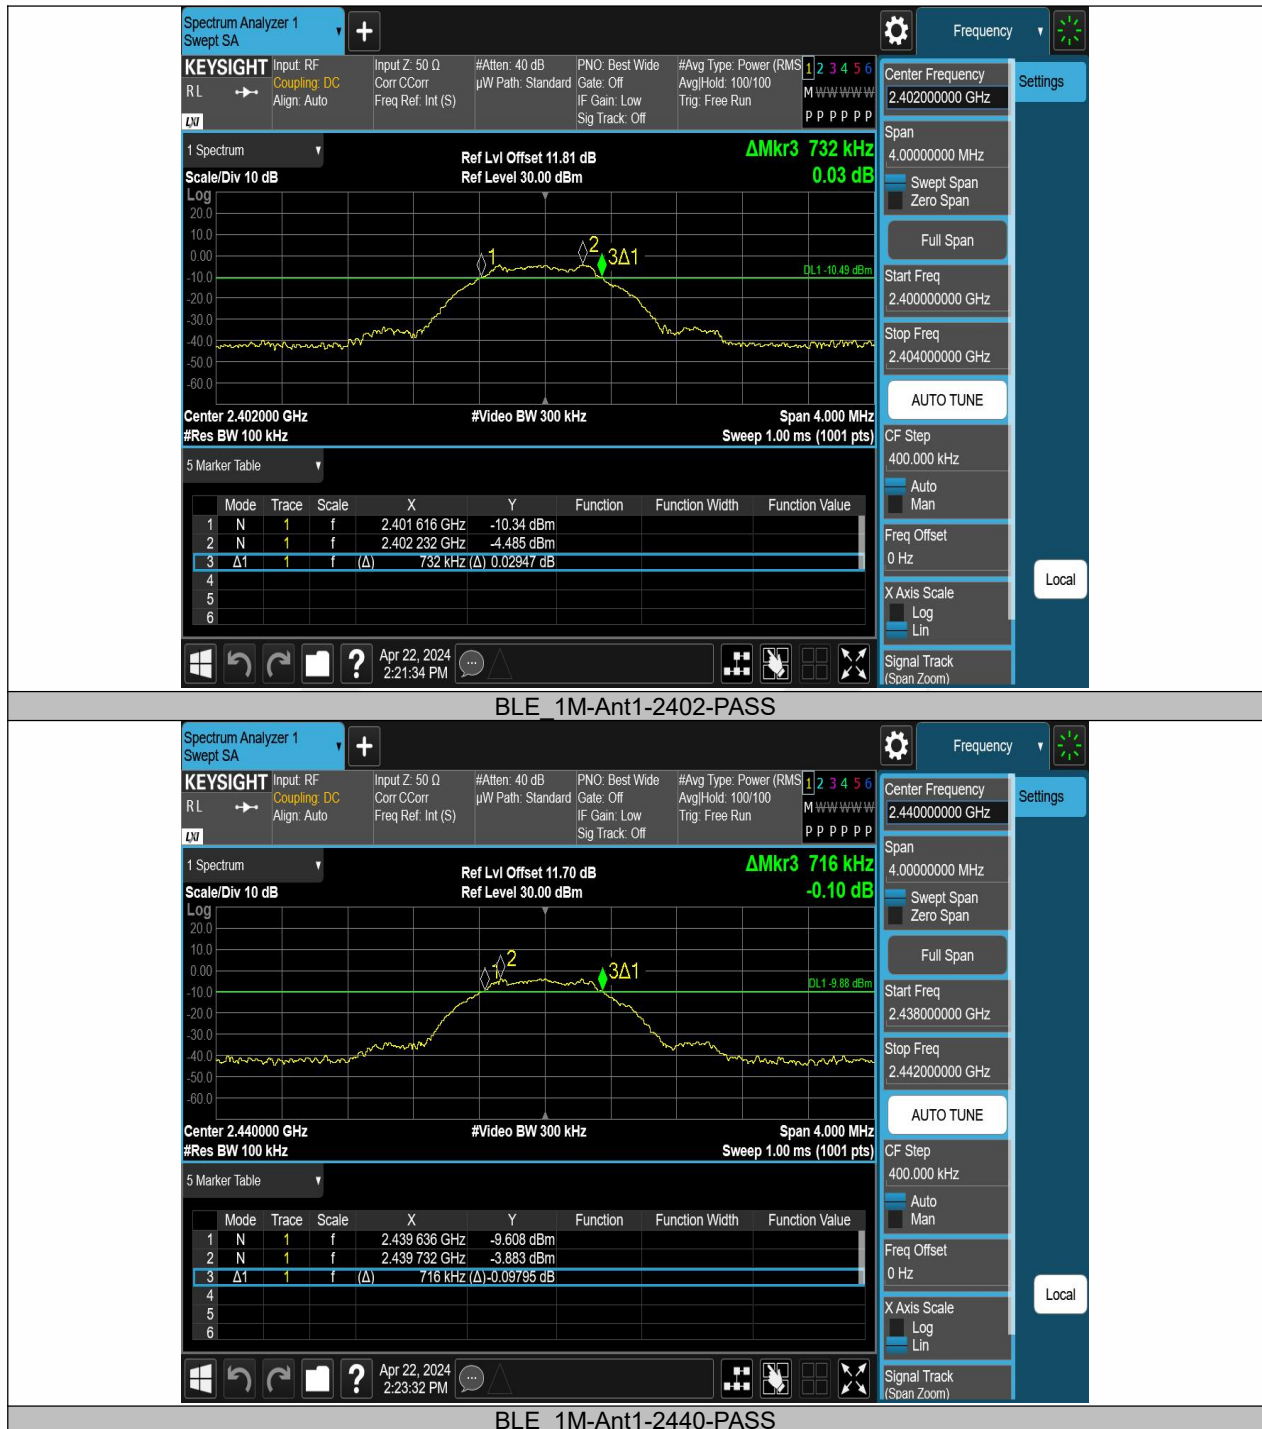 Spectrum Analyzer 1
Swept SA
Frequency
KEYSIGHT
RL
LXI
Input: RF
Coupling: DC
Align: Auto
Input Z: 50 Ω
Corr CCorr
Freq Ref: Int (S)
#Atten: 40 dB
µW Path: Standard
PNO: Best Wide
Gate: Off
IF Gain: Low
Sig Track: Off
#Avg Type: Power (RMS
Avg|Hold: 100/100
Trig: Free Run
1 2 3 4 5 6
M W W W W W
P P P P P P
1 Spectrum
Scale/Div 10 dB
Ref Lvl Offset 11.81 dB
Ref Level 30.00 dBm
ΔMkr3 732 kHz
0.03 dB
Log
20.0
10.0
0.00
-10.0
-20.0
-30.0
-40.0
-50.0
-60.0
1
2
3Δ1
DL1 -10.49 dBm
Center 2.402000 GHz
#Video BW 300 kHz
Span 4.000 MHz
#Res BW 100 kHz
Sweep 1.00 ms (1001 pts)
5 Marker Table
Mode Trace Scale X Y Function Function Width Function Value
1 N 1 f 2.401 616 GHz -10.34 dBm
2 N 1 f 2.402 232 GHz -4.485 dBm
3 Δ1 1 f (Δ) 732 kHz (Δ) 0.02947 dB
4
5
6
?
Apr 22, 2024
2:21:34 PM
Center Frequency
2.402000000 GHz
Settings
Span
4.00000000 MHz
Swept Span
Zero Span
Full Span
Start Freq
2.400000000 GHz
Stop Freq
2.404000000 GHz
AUTO TUNE
CF Step
400.000 kHz
Auto
Man
Freq Offset
0 Hz
X Axis Scale
Log
Lin
Local
Signal Track
(Span Zoom)
BLE_1M-Ant1-2402-PASS
Spectrum Analyzer 1
Swept SA
Frequency
KEYSIGHT
RL
LXI
Input: RF
Coupling: DC
Align: Auto
Input Z: 50 Ω
Corr CCorr
Freq Ref: Int (S)
#Atten: 40 dB
µW Path: Standard
PNO: Best Wide
Gate: Off
IF Gain: Low
Sig Track: Off
#Avg Type: Power (RMS
Avg|Hold: 100/100
Trig: Free Run
1 2 3 4 5 6
M W W W W W
P P P P P P
1 Spectrum
Scale/Div 10 dB
Ref Lvl Offset 11.70 dB
Ref Level 30.00 dBm
ΔMkr3 716 kHz
-0.10 dB
Log
20.0
10.0
0.00
-10.0
-20.0
-30.0
-40.0
-50.0
-60.0
1
2
3Δ1
DL1 -9.88 dBm
Center 2.440000 GHz
#Video BW 300 kHz
Span 4.000 MHz
#Res BW 100 kHz
Sweep 1.00 ms (1001 pts)
5 Marker Table
Mode Trace Scale X Y Function Function Width Function Value
1 N 1 f 2.439 636 GHz -9.608 dBm
2 N 1 f 2.439 732 GHz -3.883 dBm
3 Δ1 1 f (Δ) 716 kHz (Δ) -0.09795 dB
4
5
6
?
Apr 22, 2024
2:23:32 PM
Center Frequency
2.440000000 GHz
Settings
Span
4.00000000 MHz
Swept Span
Zero Span
Full Span
Start Freq
2.438000000 GHz
Stop Freq
2.442000000 GHz
AUTO TUNE
CF Step
400.000 kHz
Auto
Man
Freq Offset
0 Hz
X Axis Scale
Log
Lin
Local
Signal Track
(Span Zoom)
BLE_1M-Ant1-2440-PASS